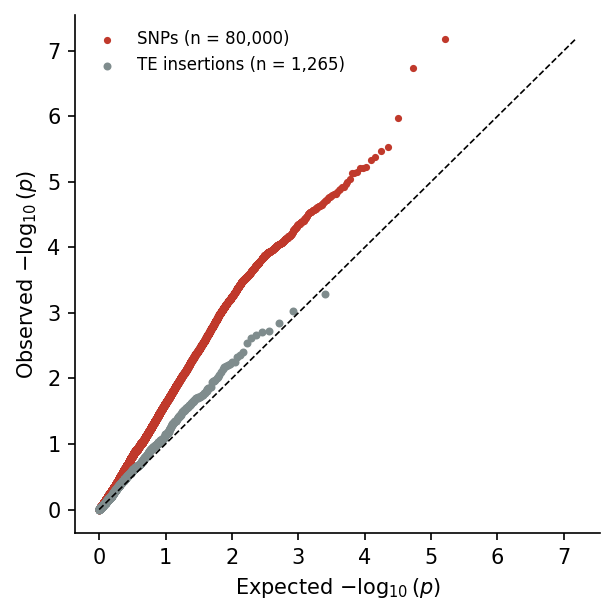 SNPs (n = 80,000)
TE insertions (n = 1,265)
Observed −log₁₀(p)
7
6
5
4
3
2
1
0
0 1 2 3 4 5 6 7
Expected −log₁₀(p)